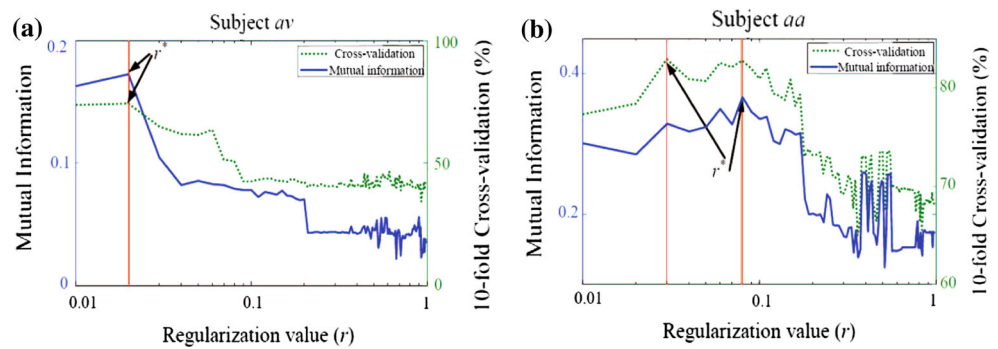 (a)
Subject av
0.2
0.1
0
Mutual Information
r*
Cross-validation
Mutual information
100
50
0
10-fold Cross-validation (%)
0.01
0.1
1
Regularization value (r)
(b)
Subject aa
0.4
0.2
Mutual Information
r*
Cross-validation
Mutual information
80
70
60
10-fold Cross-validation (%)
0.01
0.1
1
Regularization value (r)